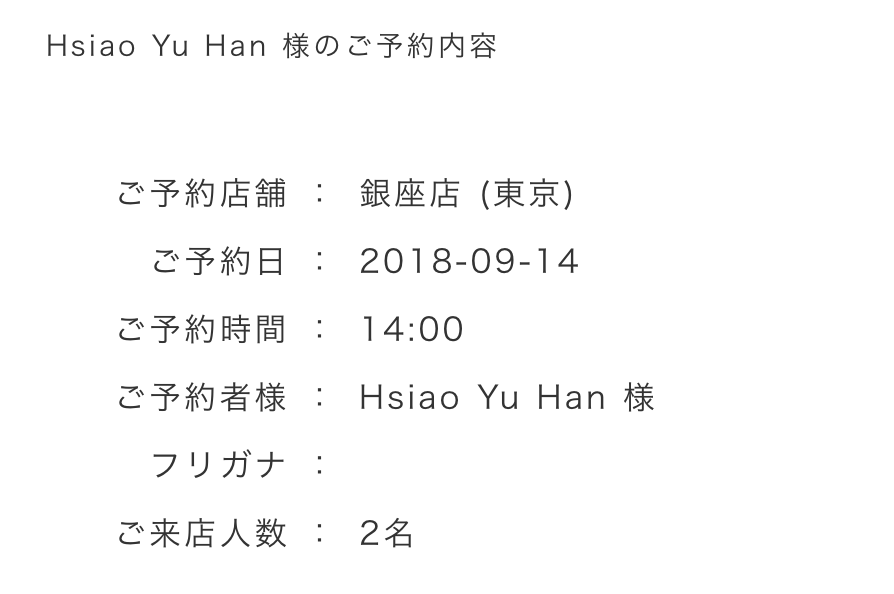 Hsiao Yu Han 様のご予約内容
ご予約店舗 : 銀座店 (東京)
ご予約日 : 2018-09-14
ご予約時間 : 14:00
ご予約者様 : Hsiao Yu Han 様
フリガナ :
ご来店人数 : 2名